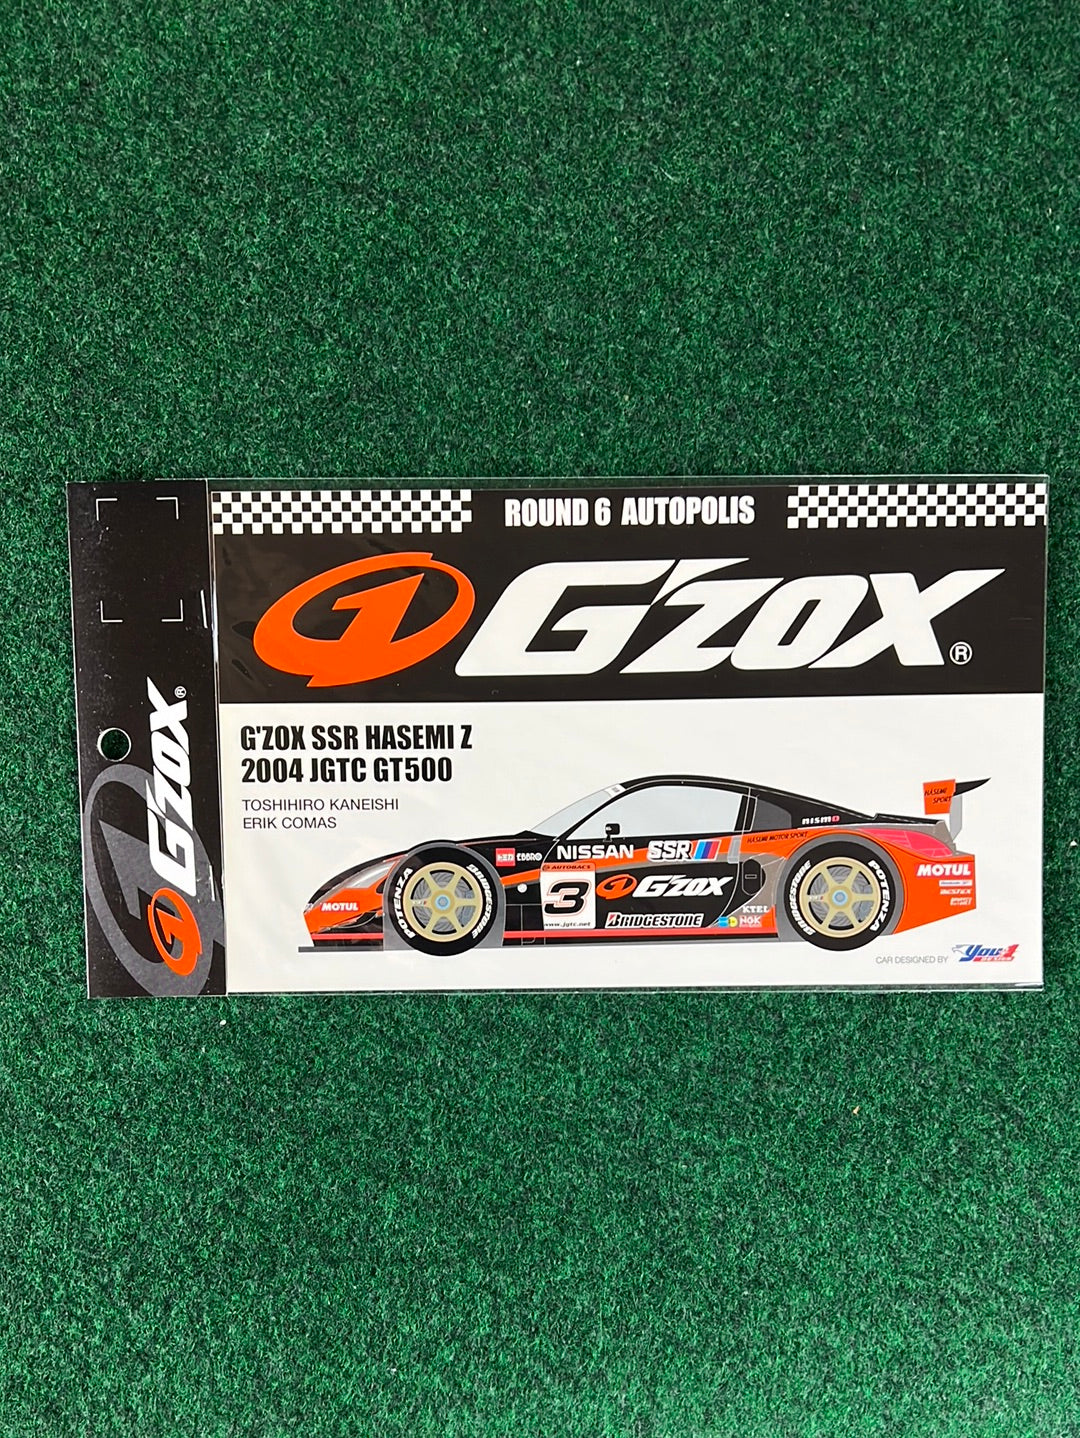 ROUND 6 AUTOPOLIS
G'ZOX®
G'ZOX®
G'ZOX SSR HASEMI Z
2004 JGTC GT500
TOSHIHIRO KANEISHI
ERIK COMAS
HASEMI
SPORT
nismo
HASEMI MOTOR SPORT
EBBRO
NISSAN SSR
AUTOBACS
3
www.jgtc.net
G'ZOX
BRIDGESTONE
KTEL
NGK
MOTUL
POTENZA
BRIDGESTONE
BRIDGESTONE
POTENZA
MOTUL
CAR DESIGNED BY